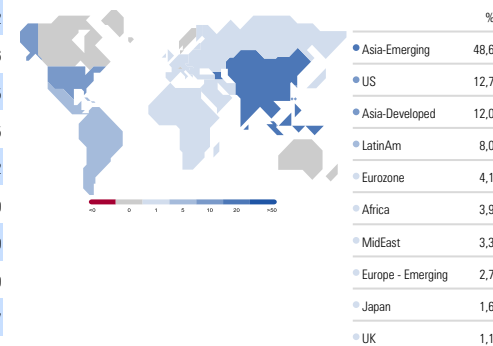 %
Asia-Emerging 48,6
US 12,7
Asia-Developed 12,0
LatinAm 8,0
Eurozone 4,1
Africa 3,9
MidEast 3,3
Europe - Emerging 2,7
Japan 1,6
UK 1,1
<0 0 1 5 10 20 >50